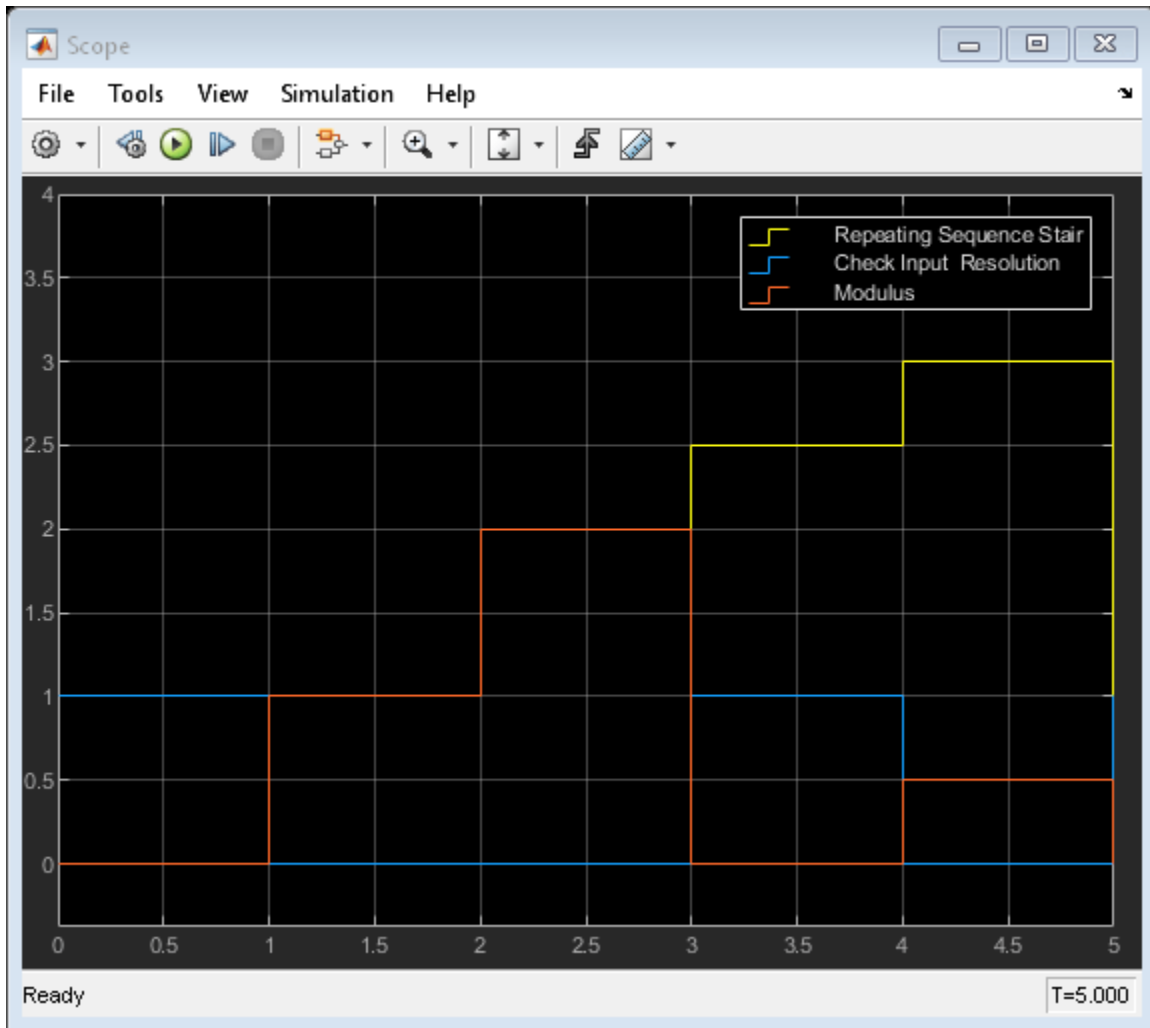 Scope
File Tools View Simulation Help
4
3.5
3
2.5
2
1.5
1
0.5
0
Repeating Sequence Stair
Check Input  Resolution
Modulus
0 0.5 1 1.5 2 2.5 3 3.5 4 4.5 5
Ready T=5.000